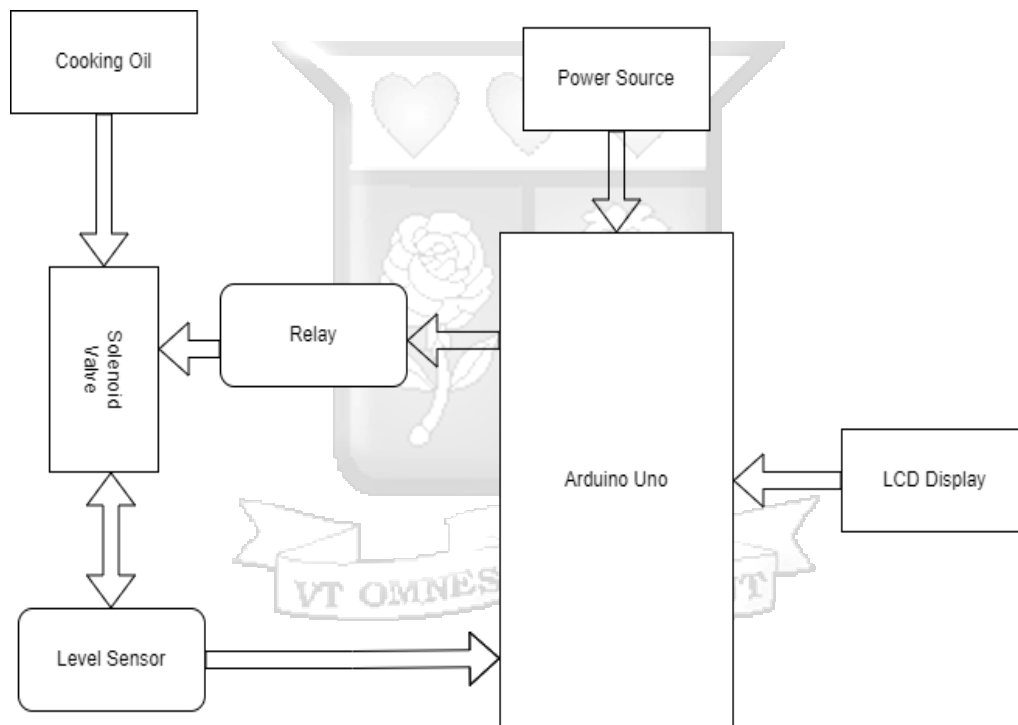 Cooking Oil
Power Source
Solenoid
Valve
Relay
Arduino Uno
LCD Display
Level Sensor
VT OMNES